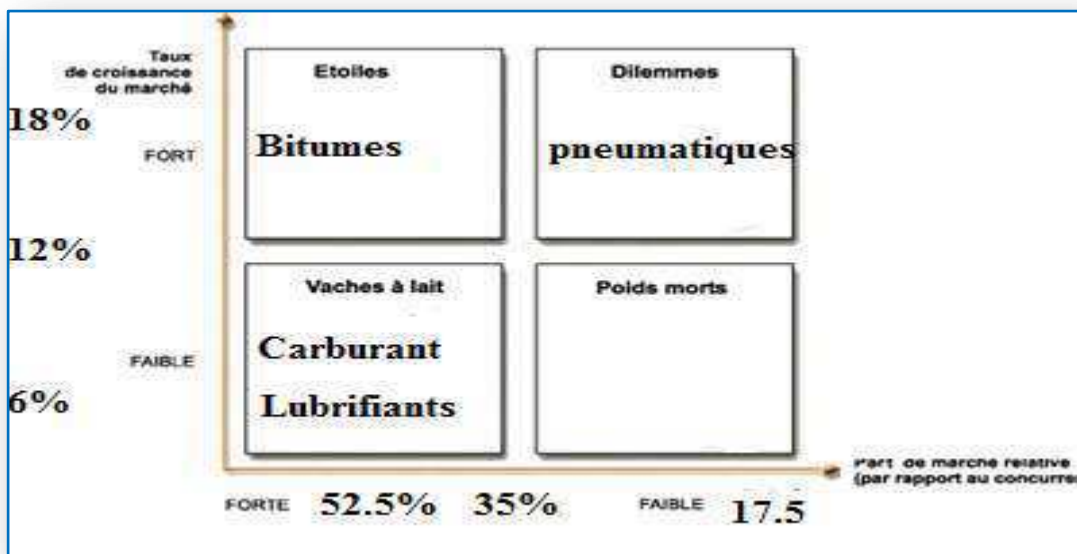 Taux
de croissance
du marché
18%
FORT
12%
FAIBLE
6%
Etoiles
Bitumes
Dilemmes
pneumatiques
Vaches à lait
Carburant
Lubrifiants
Poids morts
Part de marché relative
(par rapport au concurre
FORTE 52.5% 35% FAIBLE 17.5